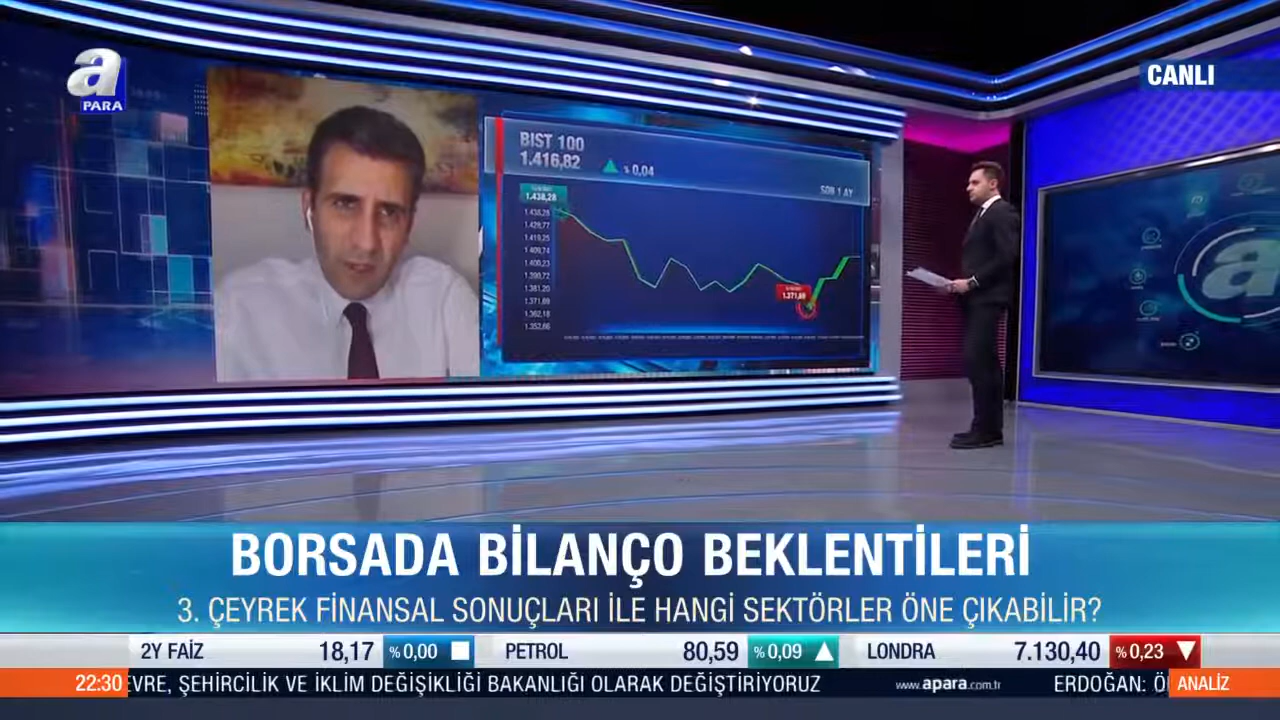 a
PARA
CANLI
BIST 100
1.416,82 ▲ % 0,04
SON 1 AY
1.438,28
1.438,28
1.428,77
1.419,25
1.409,74
1.400,23
1.390,72
1.381,20
1.371,69
1.362,18
1.352,66
1.371,69
BORSADA BİLANÇO BEKLENTİLERİ
3. ÇEYREK FİNANSAL SONUÇLARI İLE HANGİ SEKTÖRLER ÖNE ÇIKABİLİR?
2Y FAİZ 18,17 % 0,00 PETROL 80,59 % 0,09 ▲ LONDRA 7.130,40 % 0,23 ▼
22:30 EVRE, ŞEHİRCİLİK VE İKLİM DEĞİŞİKLİĞİ BAKANLIĞI OLARAK DEĞİŞTİRİYORUZ www.apara.com.tr ERDOĞAN: ANALİZ